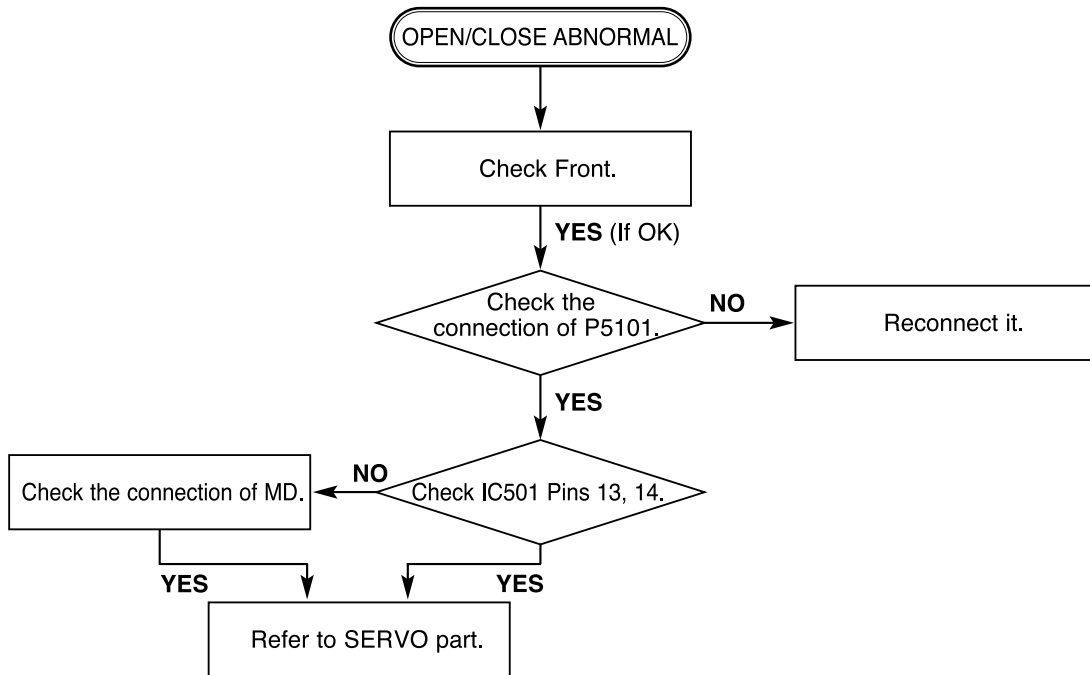 OPEN/CLOSE ABNORMAL
Check Front.
YES (If OK)
Check the
connection of P5101.
NO
Reconnect it.
YES
NO
Check the connection of MD.
Check IC501 Pins 13, 14.
YES
YES
Refer to SERVO part.